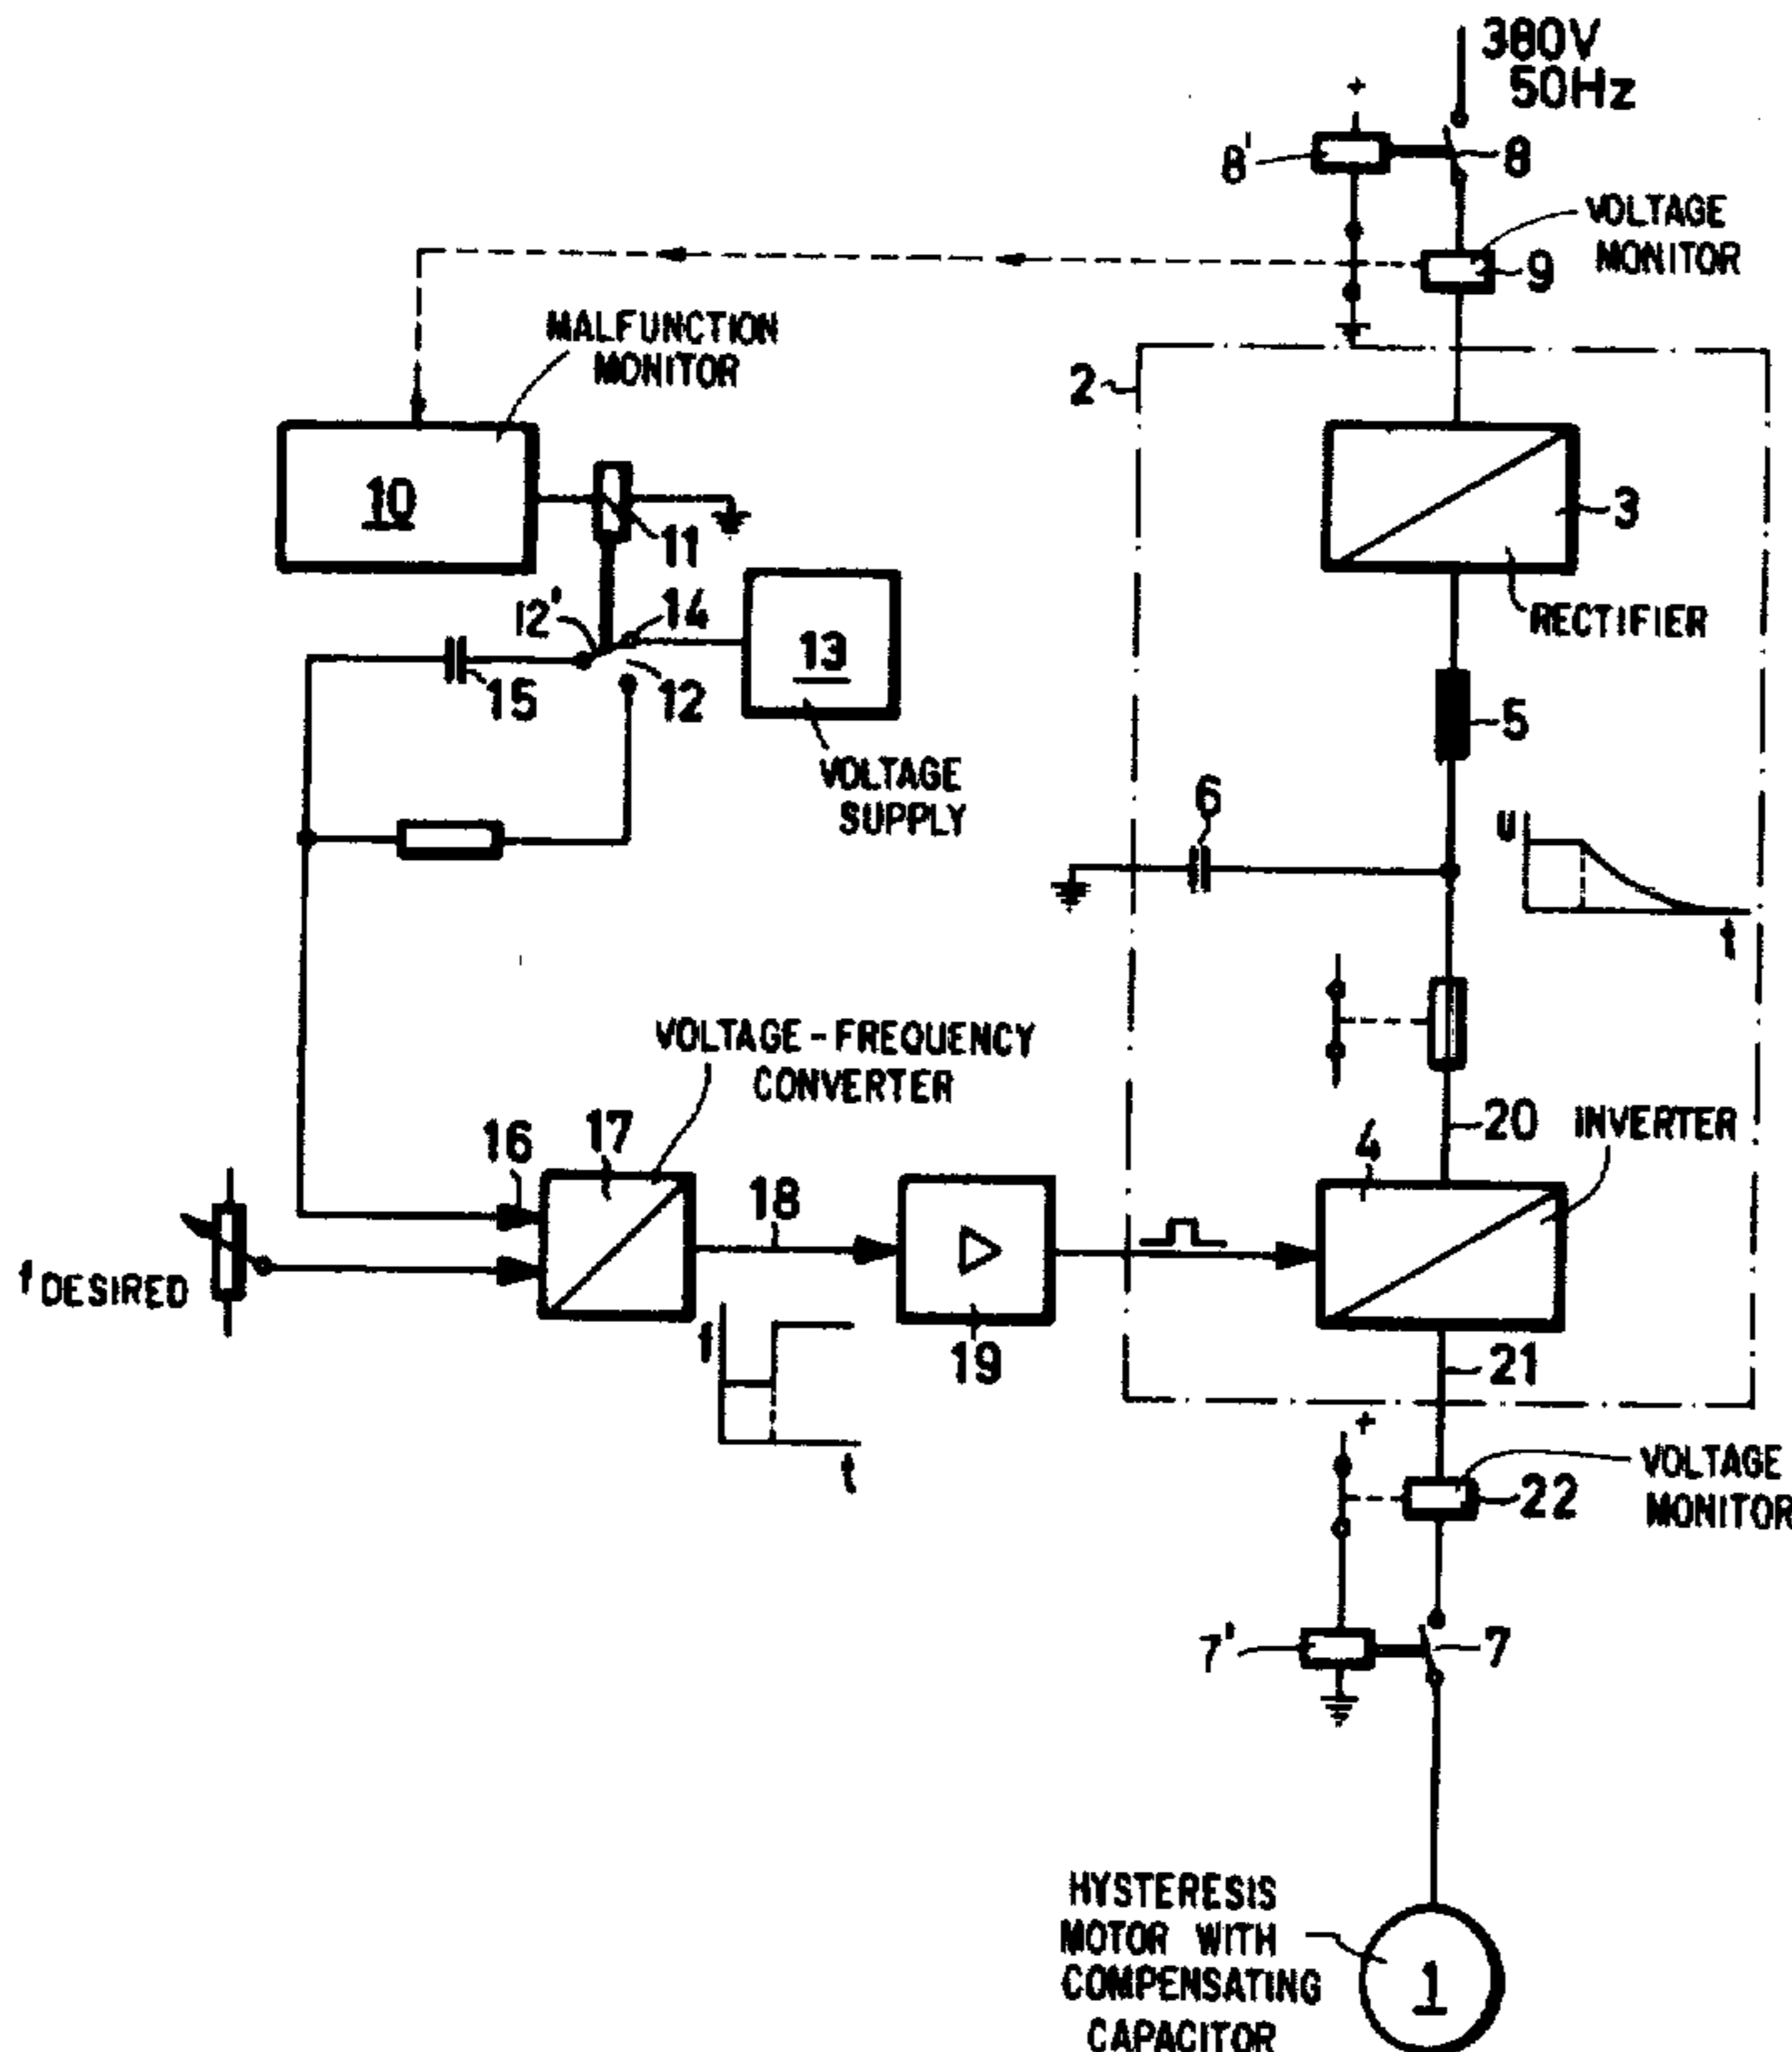 380V
50Hz
+
8'
8
VOLTAGE
MONITOR
9
MALFUNCTION
MONITOR
2
10
11
3
12'
14
13
RECTIFIER
15
12
5
VOLTAGE
SUPPLY
6
u
t
VOLTAGE-FREQUENCY
CONVERTER
20
INVERTER
16
17
18
4
f DESIRED
f
19
21
t
+
VOLTAGE
MONITOR
22
7'
7
HYSTERESIS
MOTOR WITH
COMPENSATING
CAPACITOR
1